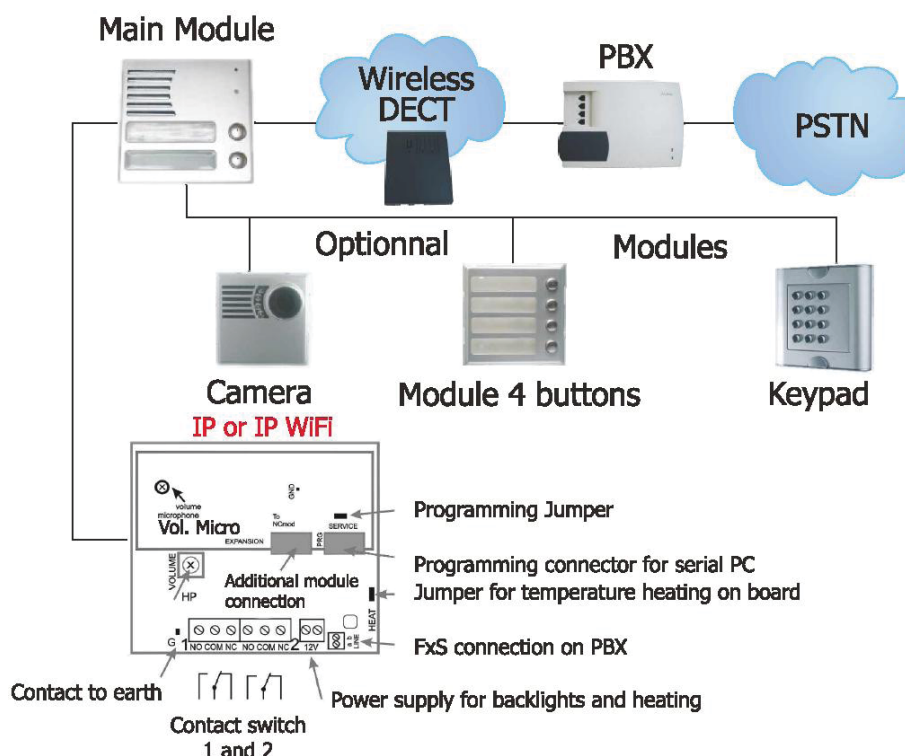 Main Module
Wireless
DECT
PBX
PSTN
Optionnal
Modules
Camera
IP or IP WiFi
Module 4 buttons
Keypad
volume
microphone
Vol. Micro
GND
To
NCmod
EXPANSION
PRG
SERVICE
Programming Jumper
Programming connector for serial PC
VOLUME
HP
Additional module
connection
HEAT
Jumper for temperature heating on board
G
1
NO COM NC
NO COM NC
2
12V
a b
LINE
FxS connection on PBX
Contact to earth
Power supply for backlights and heating
Contact switch
1 and 2